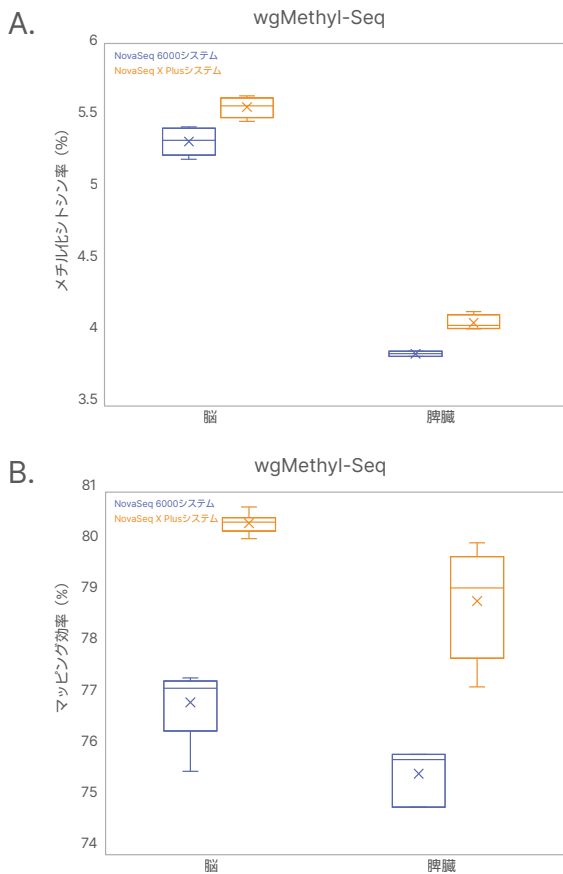 A.
wgMethyl-Seq
NovaSeq 6000システム
NovaSeq X Plusシステム
メチル化シトシン率（%）
6
5.5
5
4.5
4
3.5
脳
脾臓
B.
wgMethyl-Seq
NovaSeq 6000システム
NovaSeq X Plusシステム
マッピング効率（%）
81
80
79
78
77
76
75
74
脳
脾臓